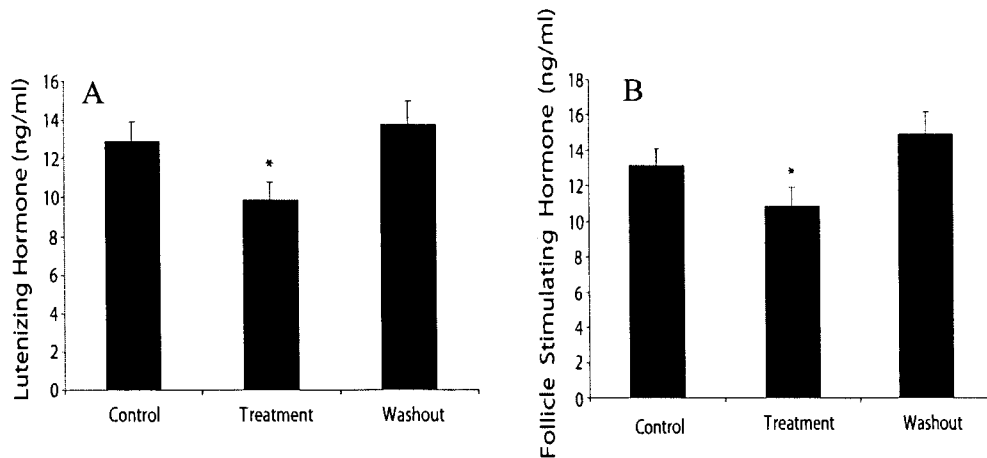 A
Lutenizing Hormone (ng/ml)
16
14
12
10
8
6
4
2
0
*
Control
Treatment
Washout
B
Follicle Stimulating Hormone (ng/ml)
18
16
14
12
10
8
6
4
2
0
*
Control
Treatment
Washout